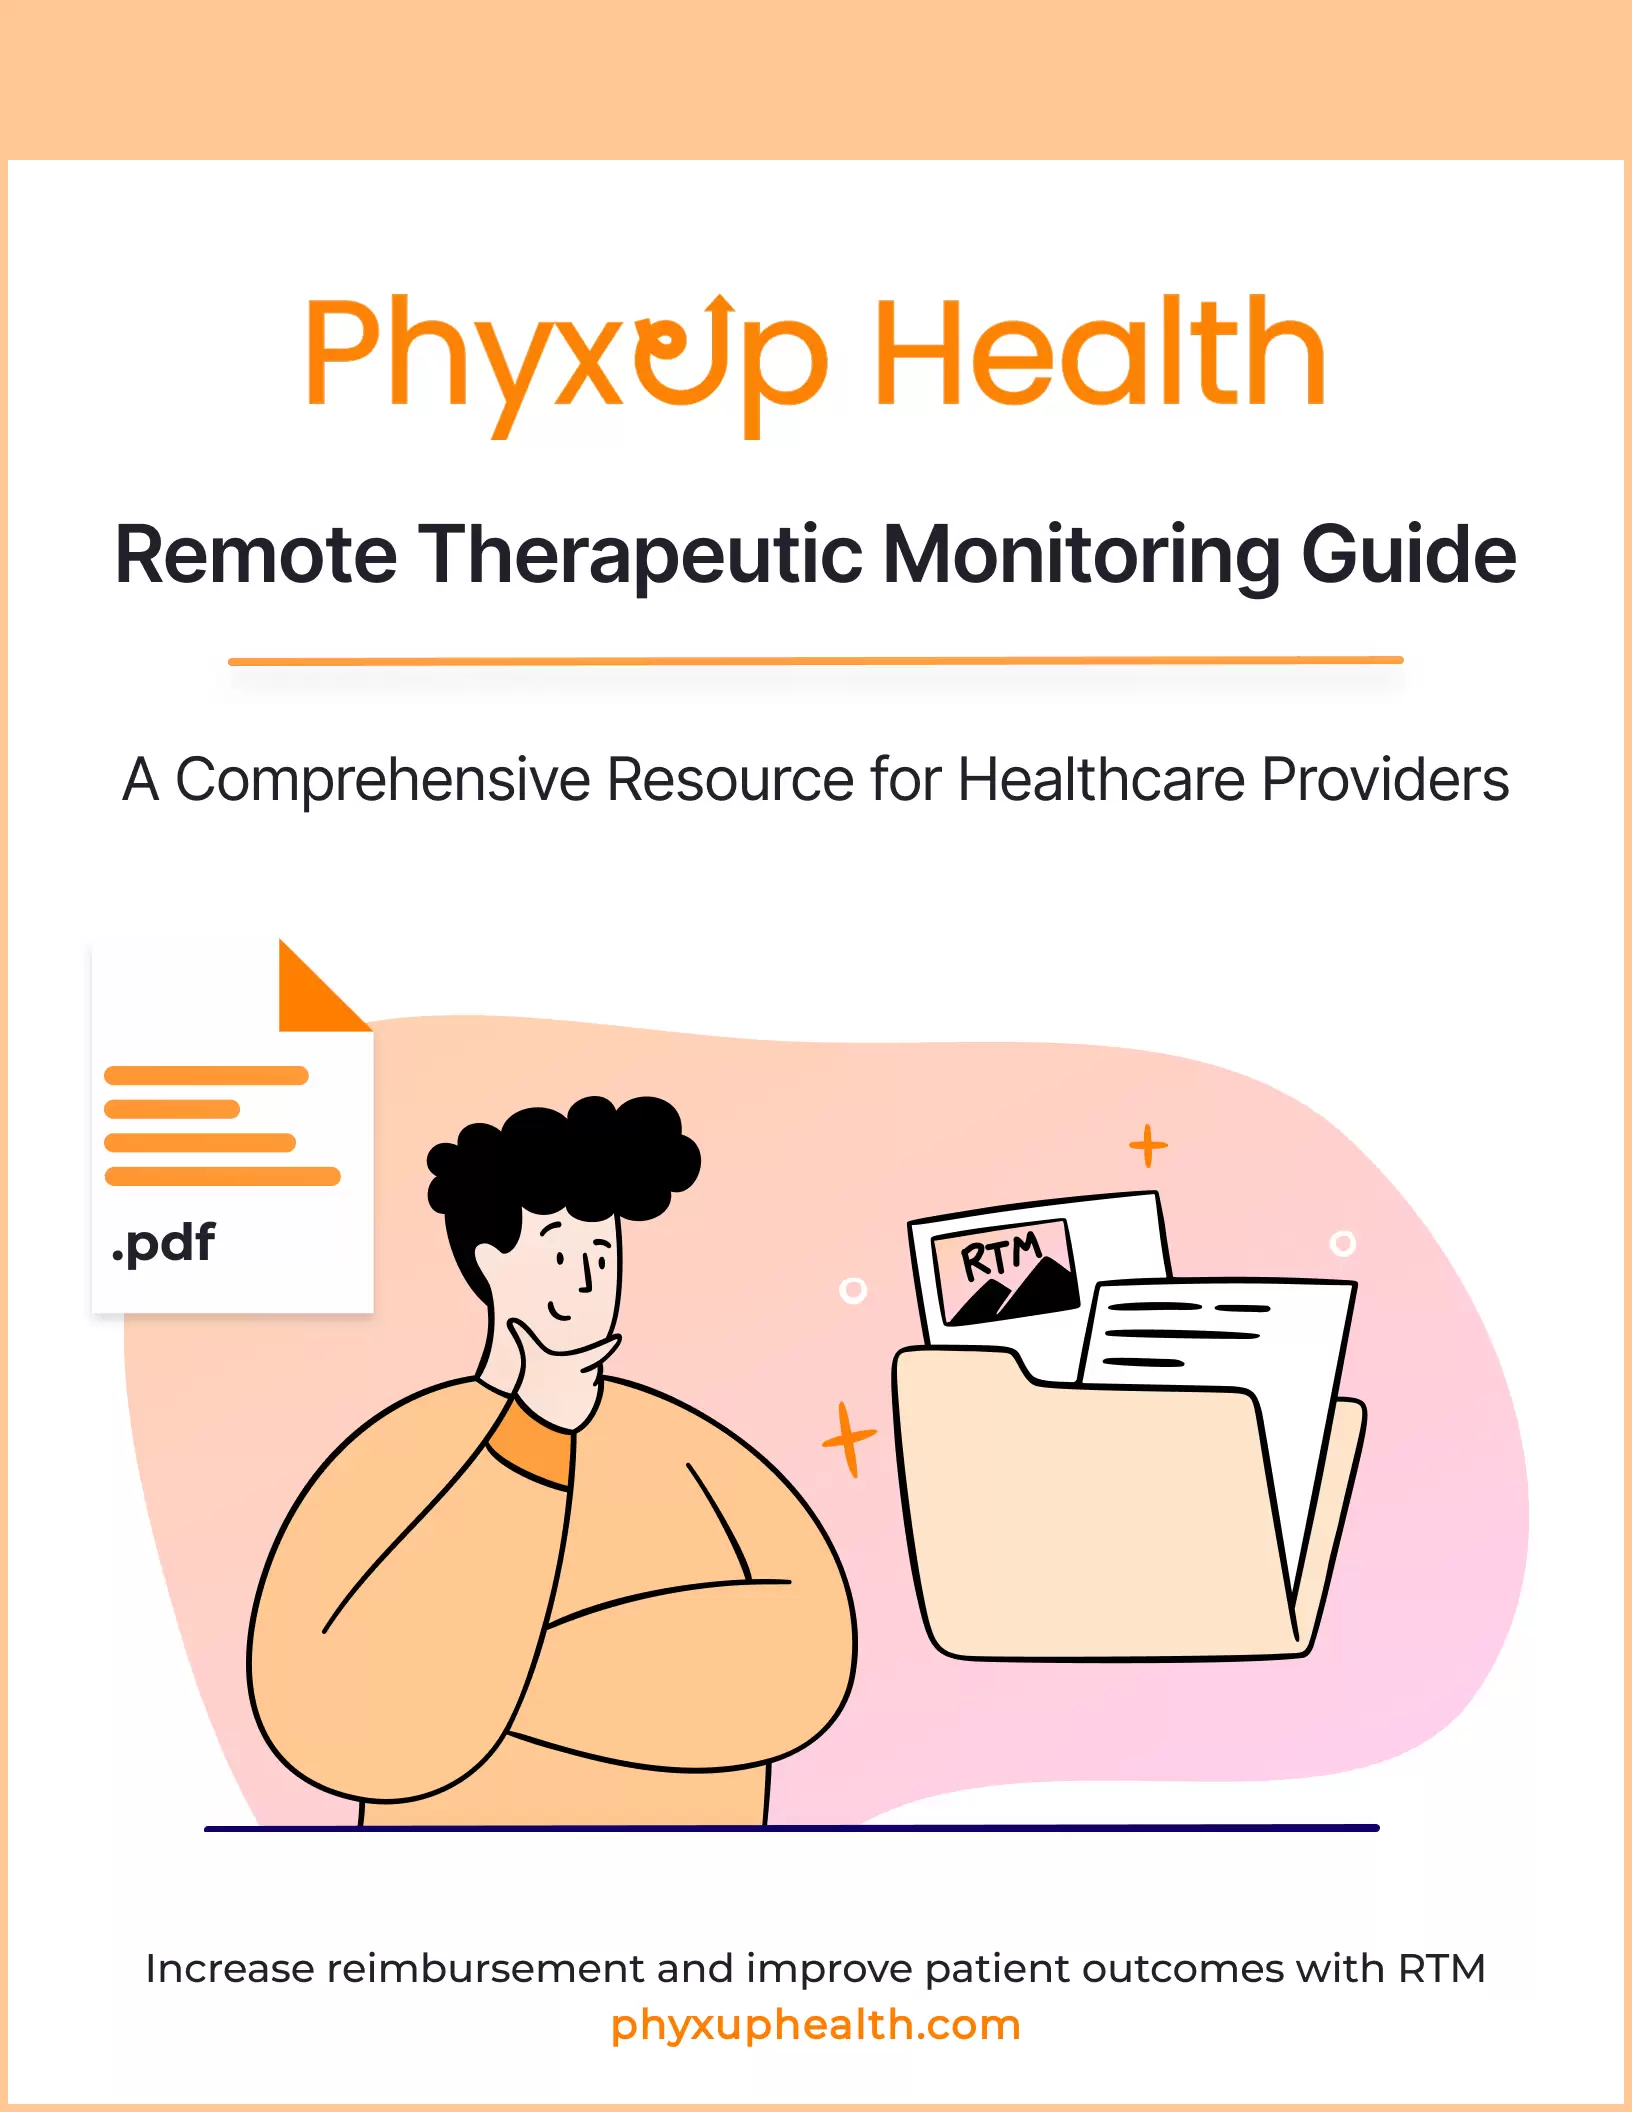 PhyxUp Health
Remote Therapeutic Monitoring Guide
A Comprehensive Resource for Healthcare Providers
.pdf
RTM
Increase reimbursement and improve patient outcomes with RTM
phyxuphealth.com